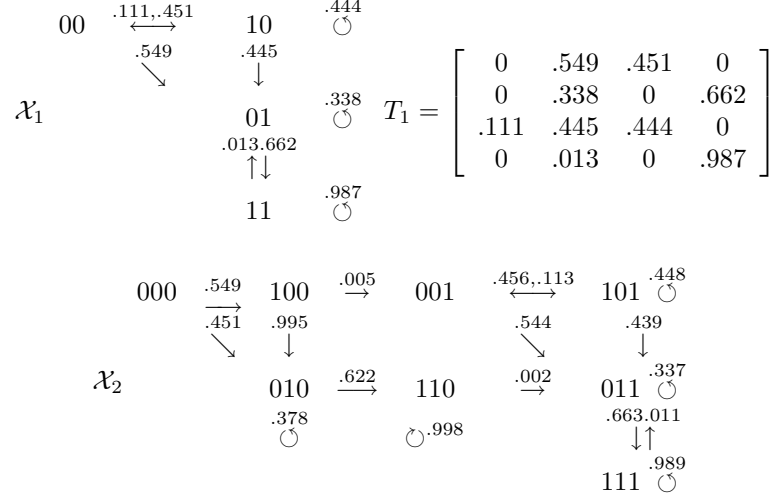 .111,.451 .444
00 ⟷ 10 ↺
.549 .445
↘ ↓
.338
𝒳₁ 01 ↺
.013 .662
↑↓
.987
11 ↺
T₁ = [ 0 .549 .451 0
0 .338 0 .662
.111 .445 .444 0
0 .013 0 .987 ]
.549 .005 .456,.113 .448
000 → 100 → 001 ⟷ 101 ↺
.451 .995 .544 .439
↘ ↓ ↘ ↓
.622 .002 .337
𝒳₂ 010 → 110 → 011 ↺
.378 .998 .663 .011
↺ ↻ ↓↑
.989
111 ↺